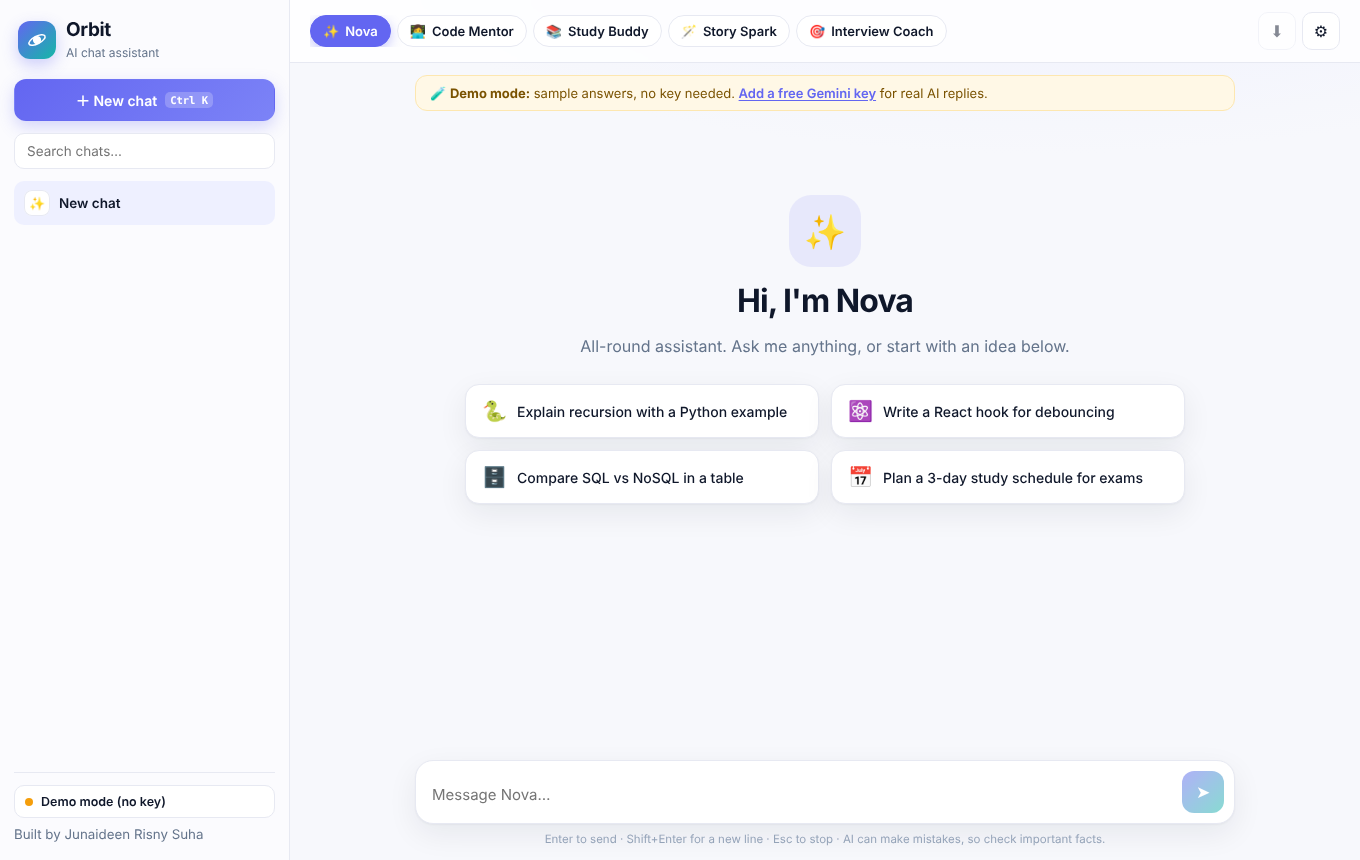 Orbit
AI chat assistant
+ New chat Ctrl K
Search chats...
New chat
Demo mode (no key)
Built by Junaideen Risny Suha
Nova
Code Mentor
Study Buddy
Story Spark
Interview Coach
Demo mode: sample answers, no key needed. Add a free Gemini key for real AI replies.
Hi, I'm Nova
All-round assistant. Ask me anything, or start with an idea below.
Explain recursion with a Python example
Write a React hook for debouncing
Compare SQL vs NoSQL in a table
Plan a 3-day study schedule for exams
Message Nova...
Enter to send · Shift+Enter for a new line · Esc to stop · AI can make mistakes, so check important facts.